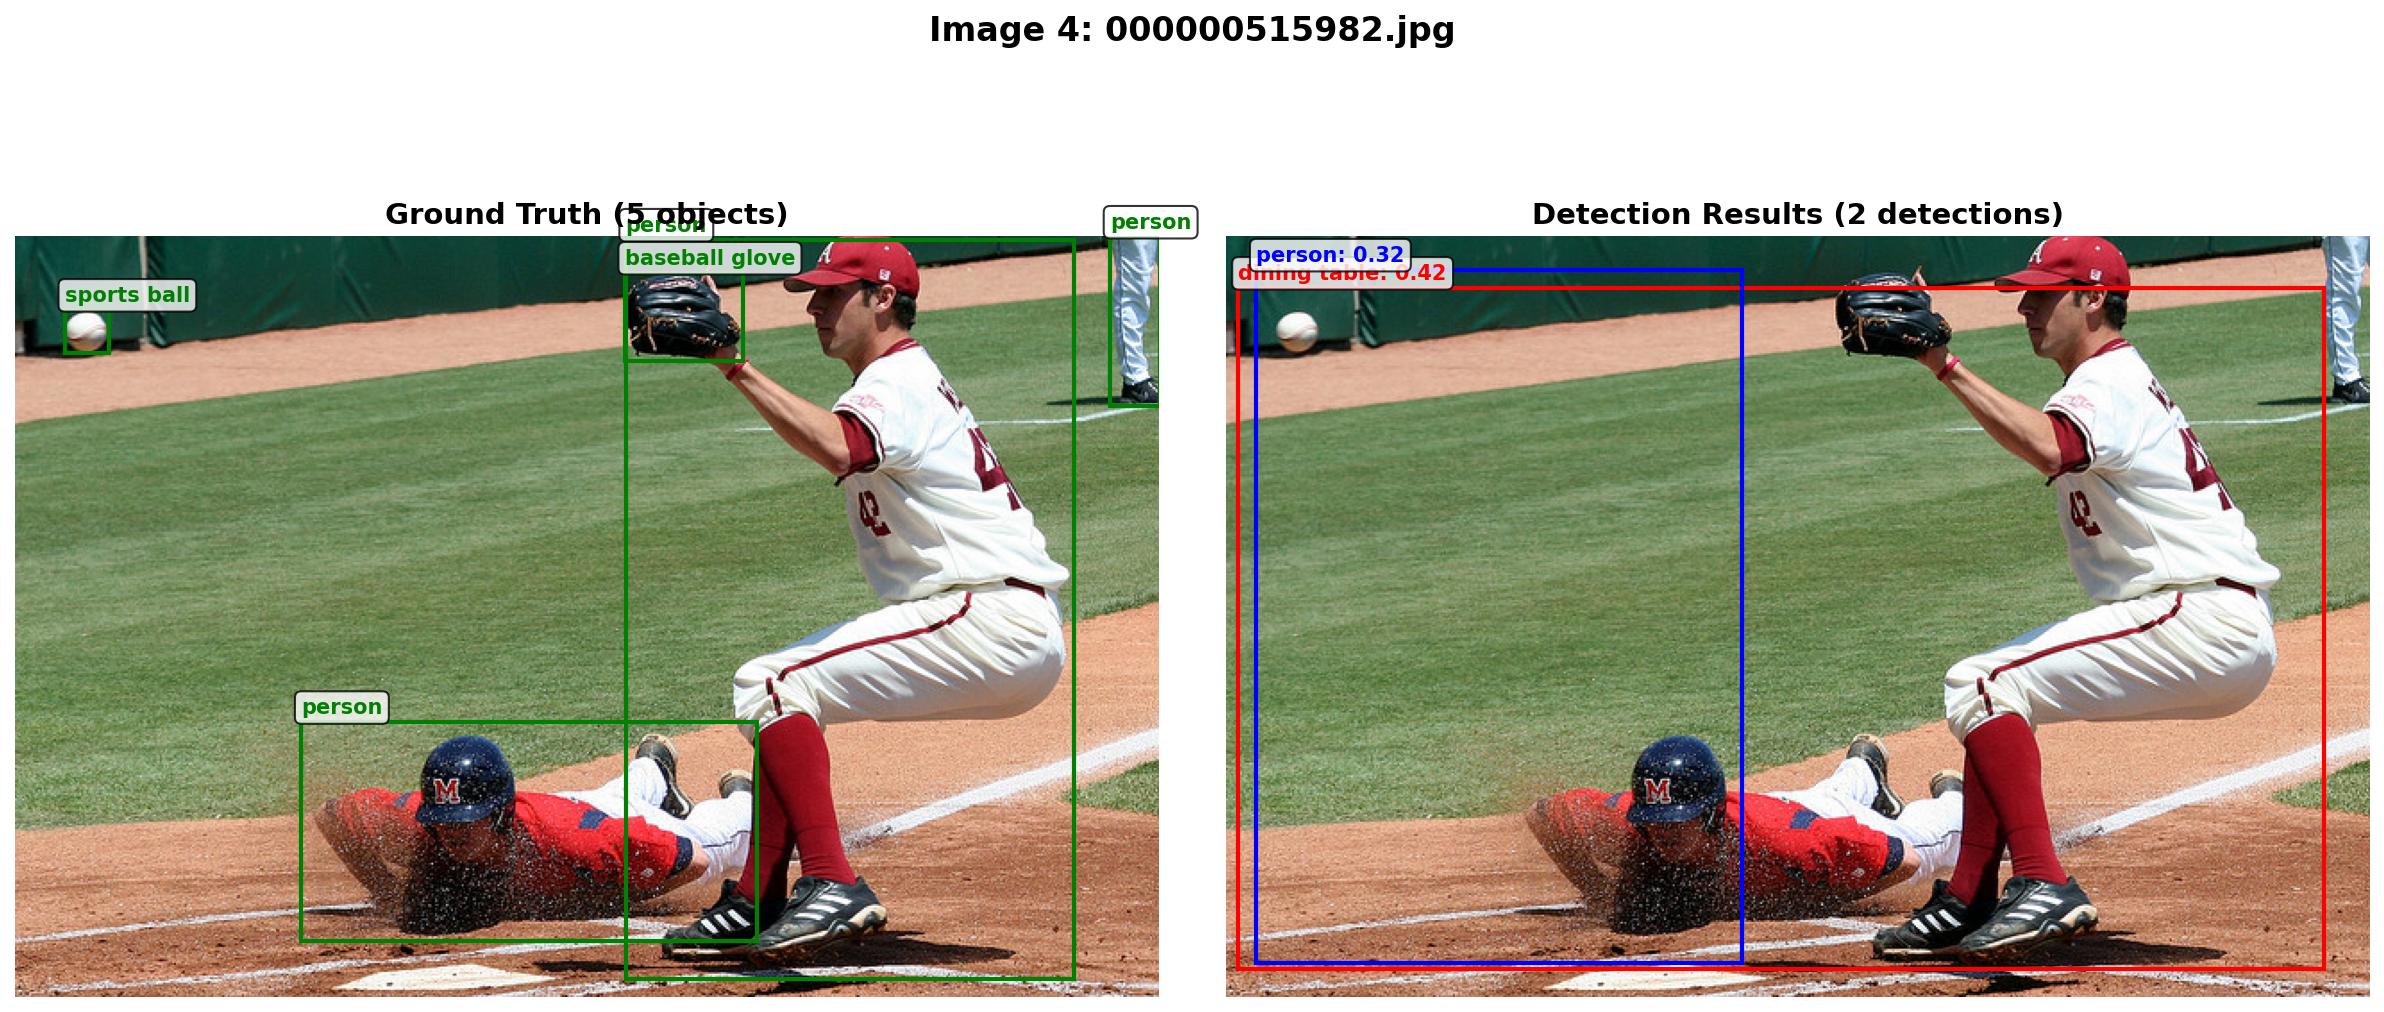 Image 4: 000000515982.jpg
Ground Truth (5 objects)
person
person
baseball glove
sports ball
person
A
42
M
Detection Results (2 detections)
person: 0.32
dining table: 0.42
A
42
M